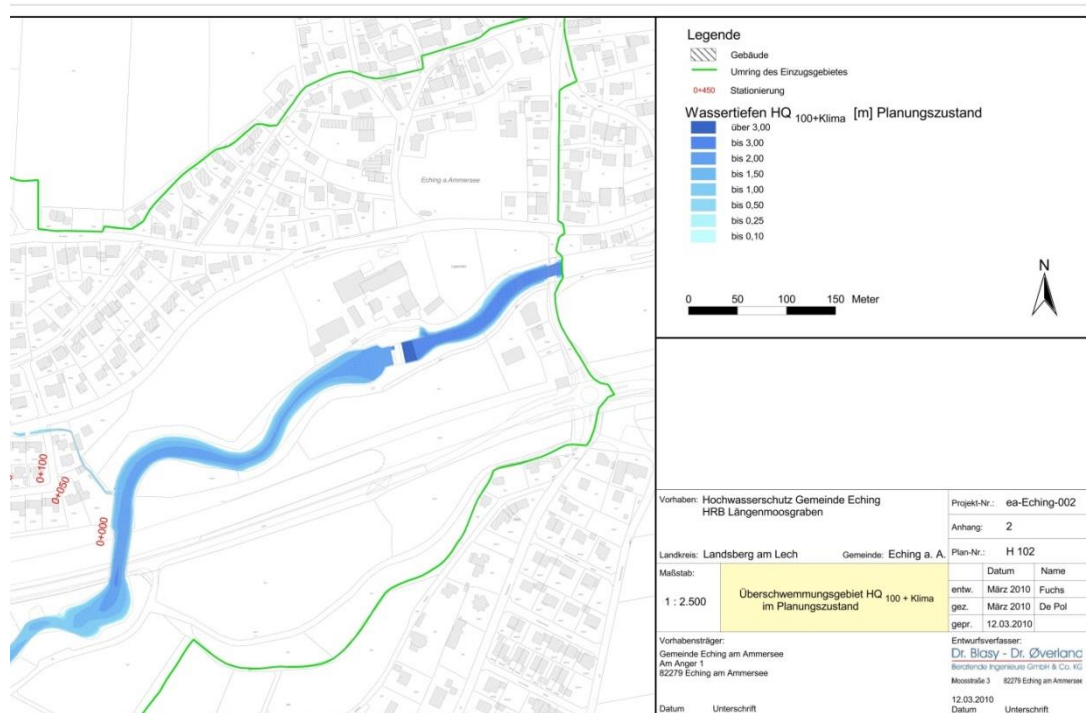 Eching a.Ammersee
0+100
0+050
0+000
Legende
Gebäude
Umring des Einzugsgebietes
0+450 Stationierung
Wassertiefen HQ 100+Klima [m] Planungszustand
über 3,00
bis 3,00
bis 2,00
bis 1,50
bis 1,00
bis 0,50
bis 0,25
bis 0,10
N
0 50 100 150 Meter
Vorhaben: Hochwasserschutz Gemeinde Eching
HRB Längenmoosgraben
Projekt-Nr.: ea-Eching-002
Anhang: 2
Landkreis: Landsberg am Lech Gemeinde: Eching a. A.
Plan-Nr.: H 102
Maßstab:
1 : 2.500
Überschwemmungsgebiet HQ 100 + Klima
im Planungszustand
Datum Name
entw. März 2010 Fuchs
gez. März 2010 De Pol
gepr. 12.03.2010
Vorhabensträger:
Gemeinde Eching am Ammersee
Am Anger 1
82279 Eching am Ammersee
Datum Unterschrift
Entwurfsverfasser:
Dr. Blasy - Dr. Øverland
Beratende Ingenieure GmbH & Co. KG
Moosstraße 3 82279 Eching am Ammersee
12.03.2010
Datum Unterschrift